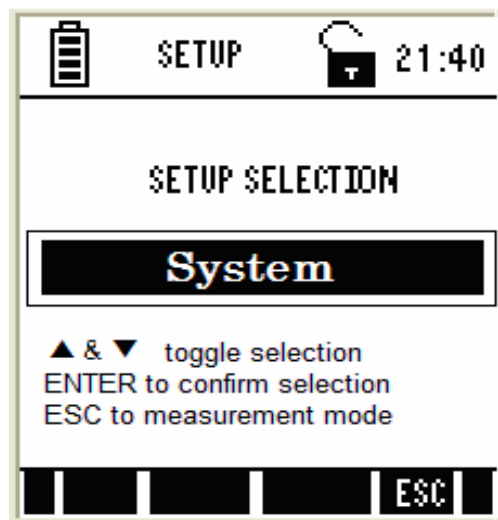 SETUP 21:40
SETUP SELECTION
System
▲ & ▼ toggle selection
ENTER to confirm selection
ESC to measurement mode
ESC